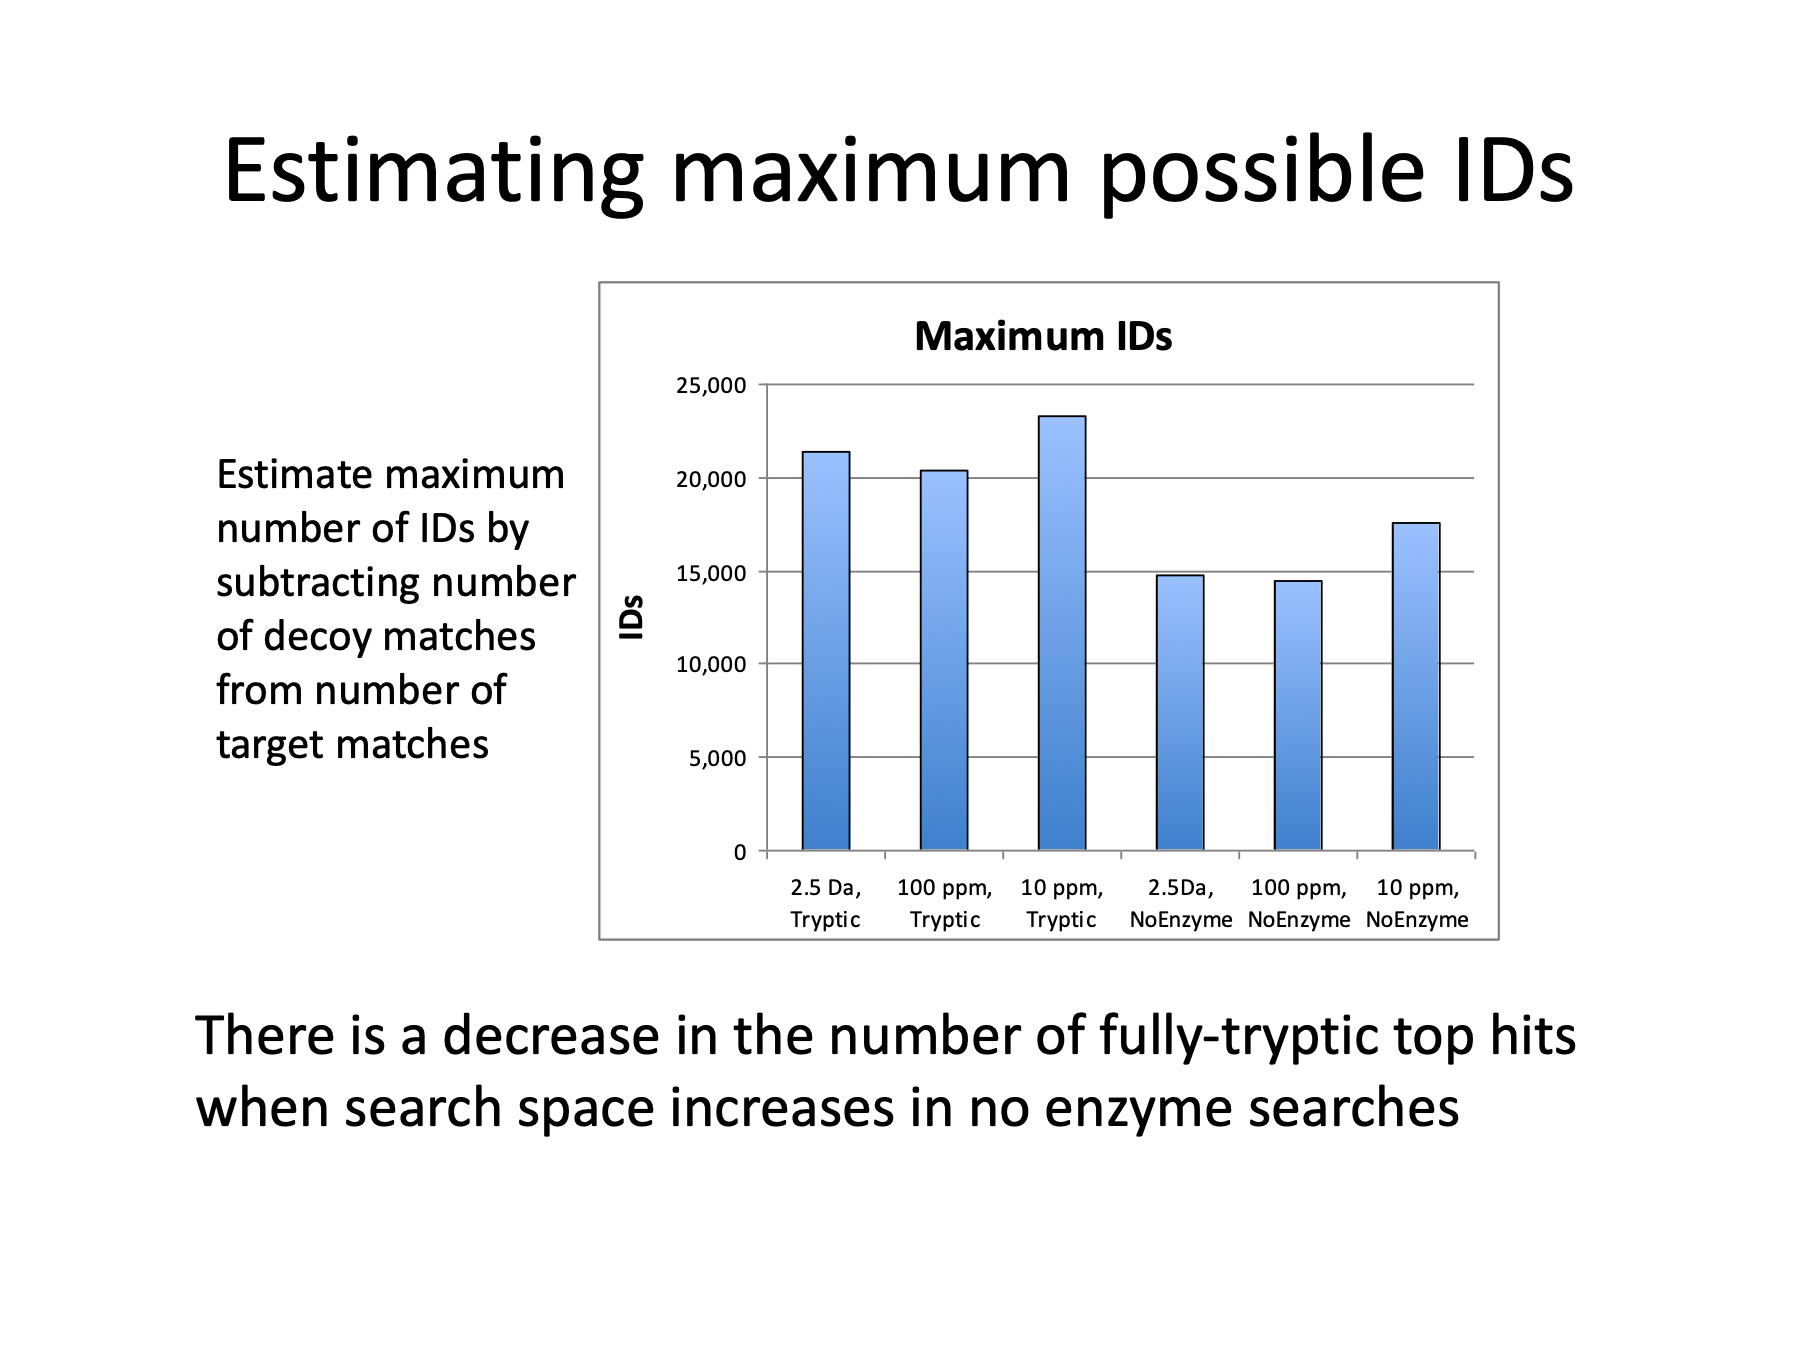 Estimating maximum possible IDs
Estimate maximum
number of IDs by
subtracting number
of decoy matches
from number of
target matches
Maximum IDs
IDs
25,000
20,000
15,000
10,000
5,000
0
2.5 Da, 100 ppm, 10 ppm, 2.5Da, 100 ppm, 10 ppm,
Tryptic Tryptic Tryptic NoEnzyme NoEnzyme NoEnzyme
There is a decrease in the number of fully-tryptic top hits
when search space increases in no enzyme searches